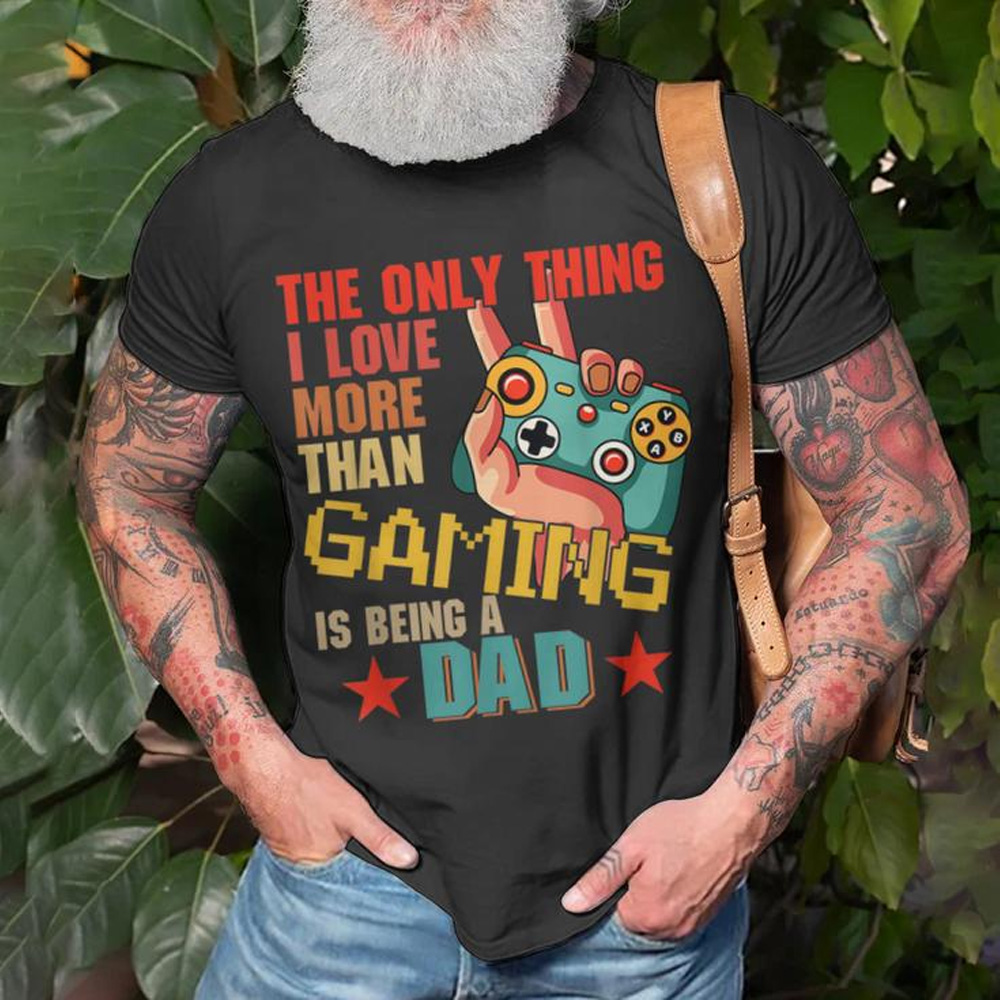 THE ONLY THING
I LOVE
MORE
THAN
GAMING
IS BEING A
DAD
Y
X B
A